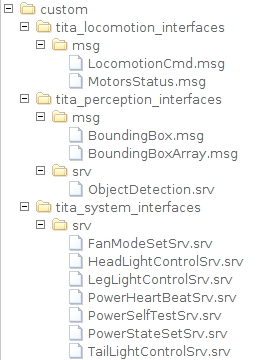 custom
tita_locomotion_interfaces
msg
LocomotionCmd.msg
MotorsStatus.msg
tita_perception_interfaces
msg
BoundingBox.msg
BoundingBoxArray.msg
srv
ObjectDetection.srv
tita_system_interfaces
srv
FanModeSetSrv.srv
HeadLightControlSrv.srv
LegLightControlSrv.srv
PowerHeartBeatSrv.srv
PowerSelfTestSrv.srv
PowerStateSetSrv.srv
TailLightControlSrv.srv